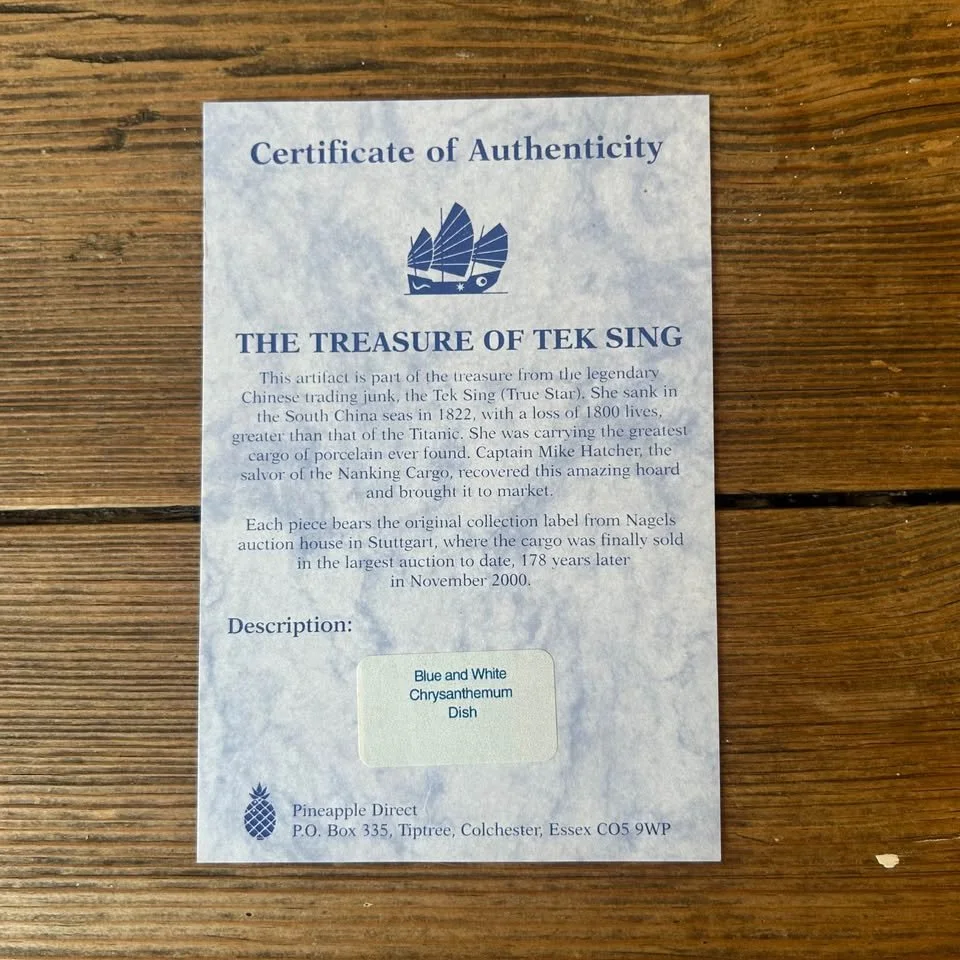 Certificate of Authenticity
THE TREASURE OF TEK SING
This artifact is part of the treasure from the legendary
Chinese trading junk, the Tek Sing (True Star). She sank in
the South China seas in 1822, with a loss of 1800 lives,
greater than that of the Titanic. She was carrying the greatest
cargo of porcelain ever found. Captain Mike Hatcher, the
salvor of the Nanking Cargo, recovered this amazing hoard
and brought it to market.
Each piece bears the original collection label from Nagels
auction house in Stuttgart, where the cargo was finally sold
in the largest auction to date, 178 years later
in November 2000.
Description:
Blue and White
Chrysanthemum
Dish
Pineapple Direct
P.O. Box 335, Tiptree, Colchester, Essex CO5 9WP